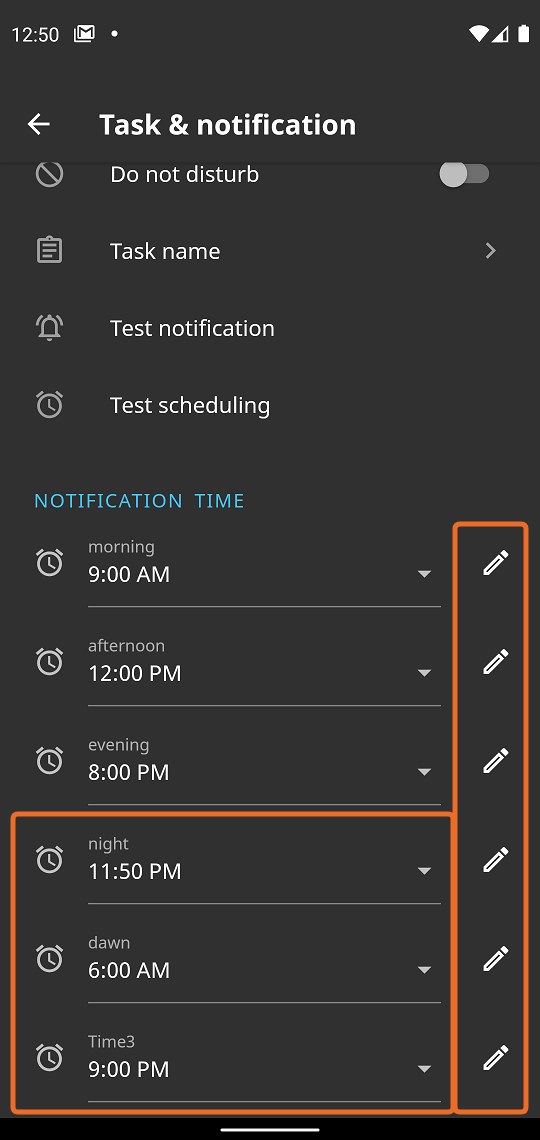 12:50
Task & notification
Do not disturb
Task name
Test notification
Test scheduling
NOTIFICATION TIME
morning
9:00 AM
afternoon
12:00 PM
evening
8:00 PM
night
11:50 PM
dawn
6:00 AM
Time3
9:00 PM